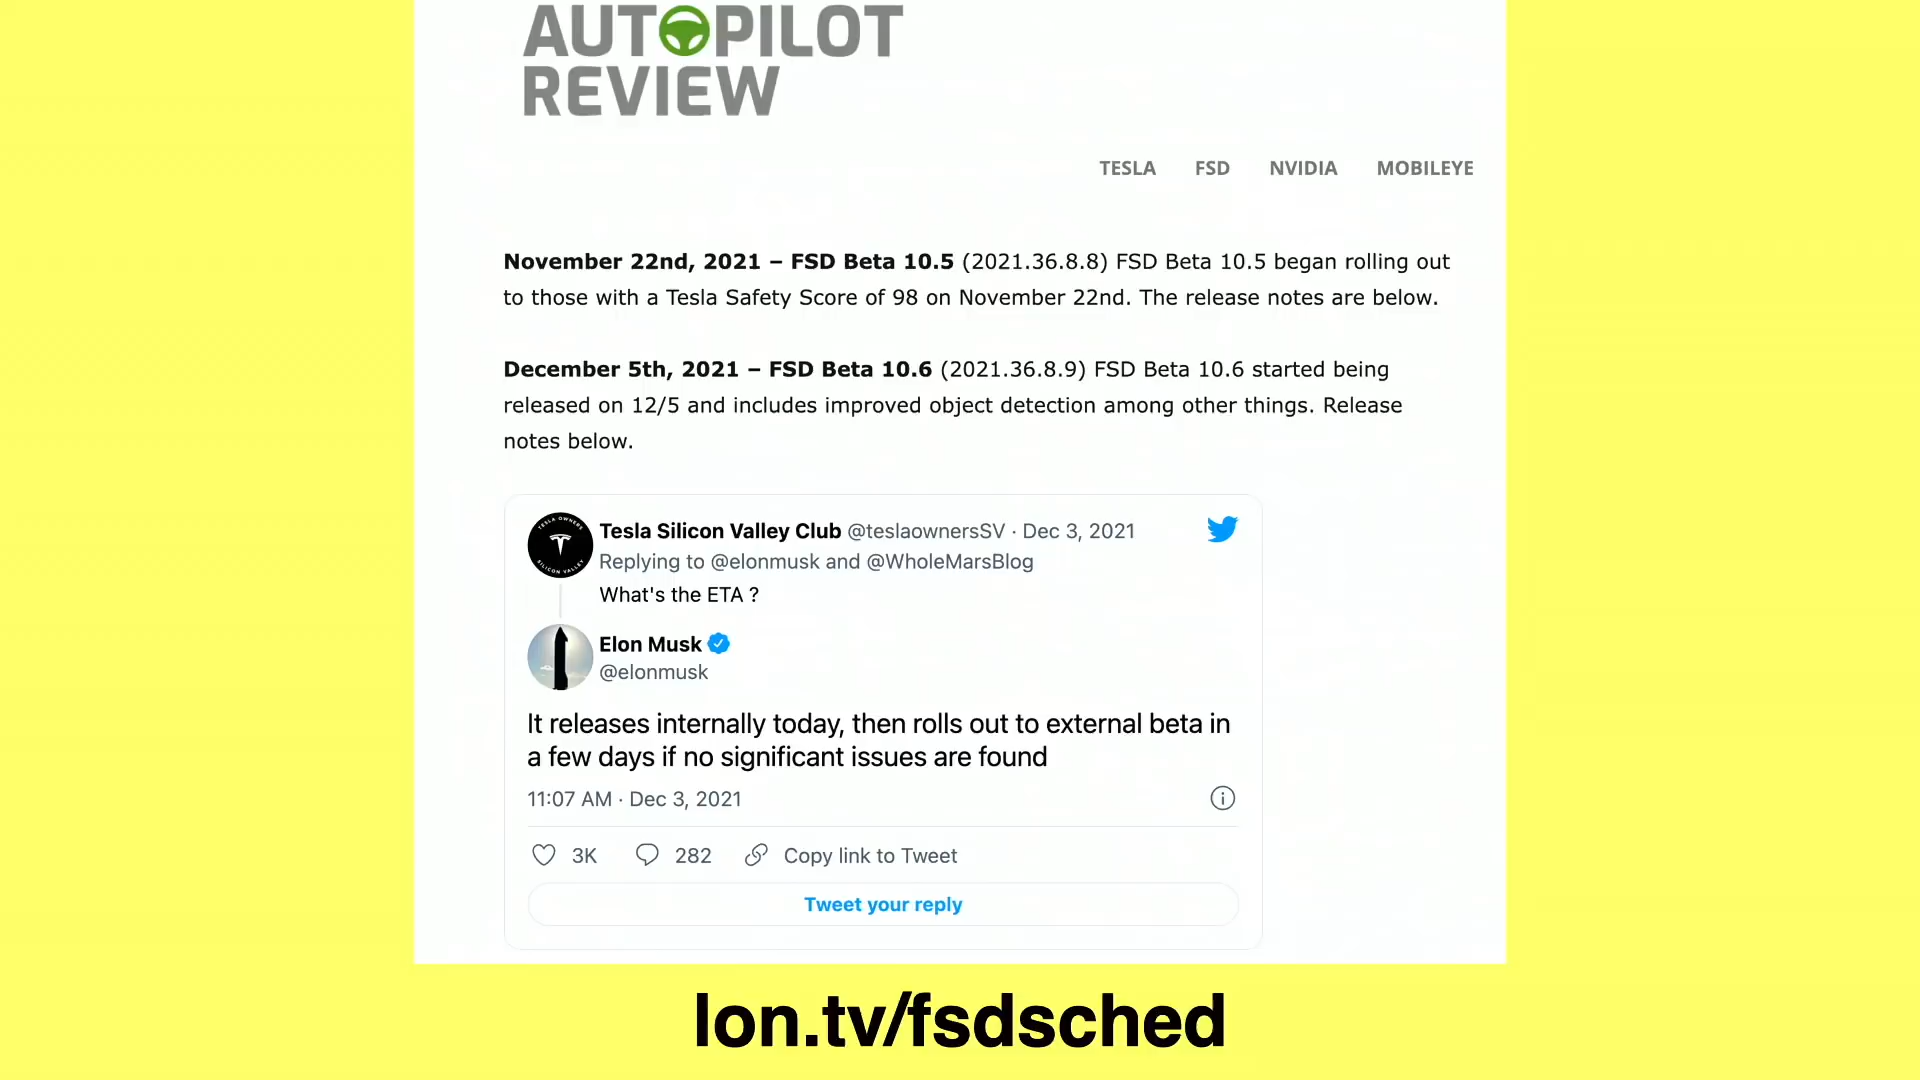 AUTOPILOT
REVIEW
TESLA FSD NVIDIA MOBILEYE
November 22nd, 2021 – FSD Beta 10.5 (2021.36.8.8) FSD Beta 10.5 began rolling out
to those with a Tesla Safety Score of 98 on November 22nd. The release notes are below.
December 5th, 2021 – FSD Beta 10.6 (2021.36.8.9) FSD Beta 10.6 started being
released on 12/5 and includes improved object detection among other things. Release
notes below.
TESLA OWNERS
SILICON VALLEY
Tesla Silicon Valley Club @teslaownersSV · Dec 3, 2021
Replying to @elonmusk and @WholeMarsBlog
What's the ETA ?
Elon Musk
@elonmusk
It releases internally today, then rolls out to external beta in
a few days if no significant issues are found
11:07 AM · Dec 3, 2021
3K 282 Copy link to Tweet
Tweet your reply
lon.tv/fsdsched